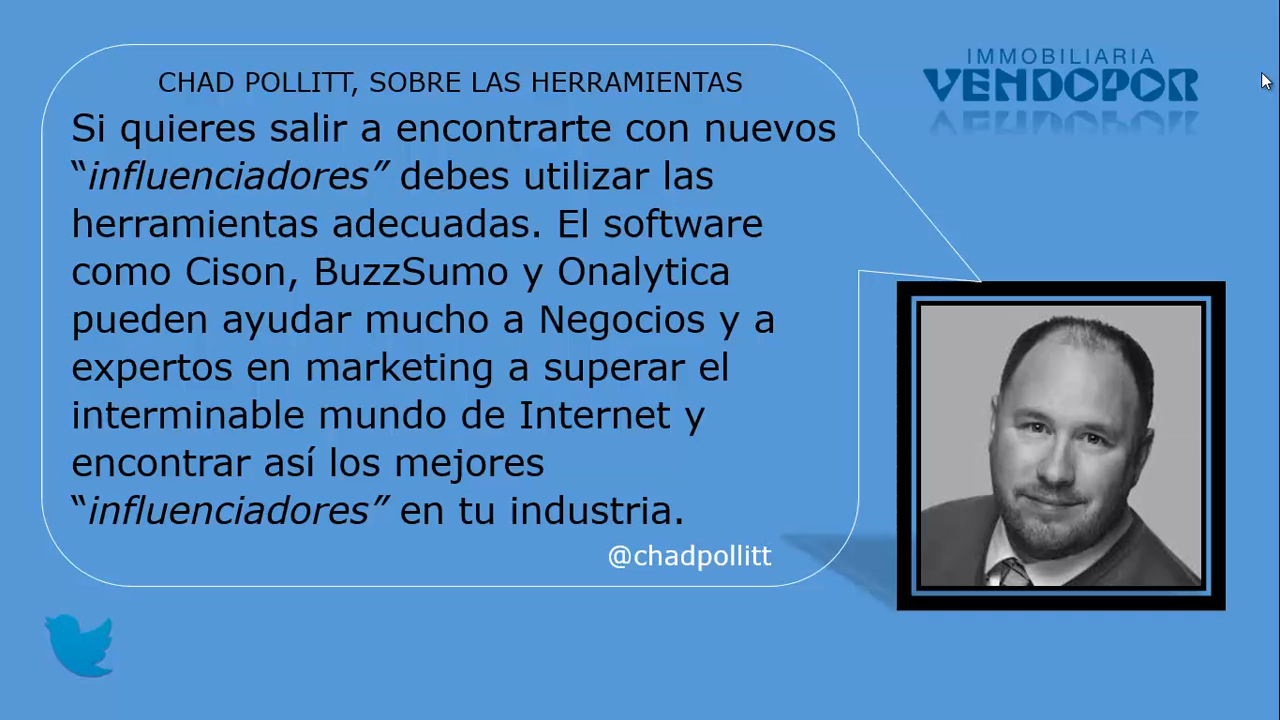 IMMOBILIARIA
VENDOPOR
CHAD POLLITT, SOBRE LAS HERRAMIENTAS
Si quieres salir a encontrarte con nuevos
“influenciadores” debes utilizar las
herramientas adecuadas. El software
como Cison, BuzzSumo y Onalytica
pueden ayudar mucho a Negocios y a
expertos en marketing a superar el
interminable mundo de Internet y
encontrar así los mejores
“influenciadores” en tu industria.
@chadpollitt